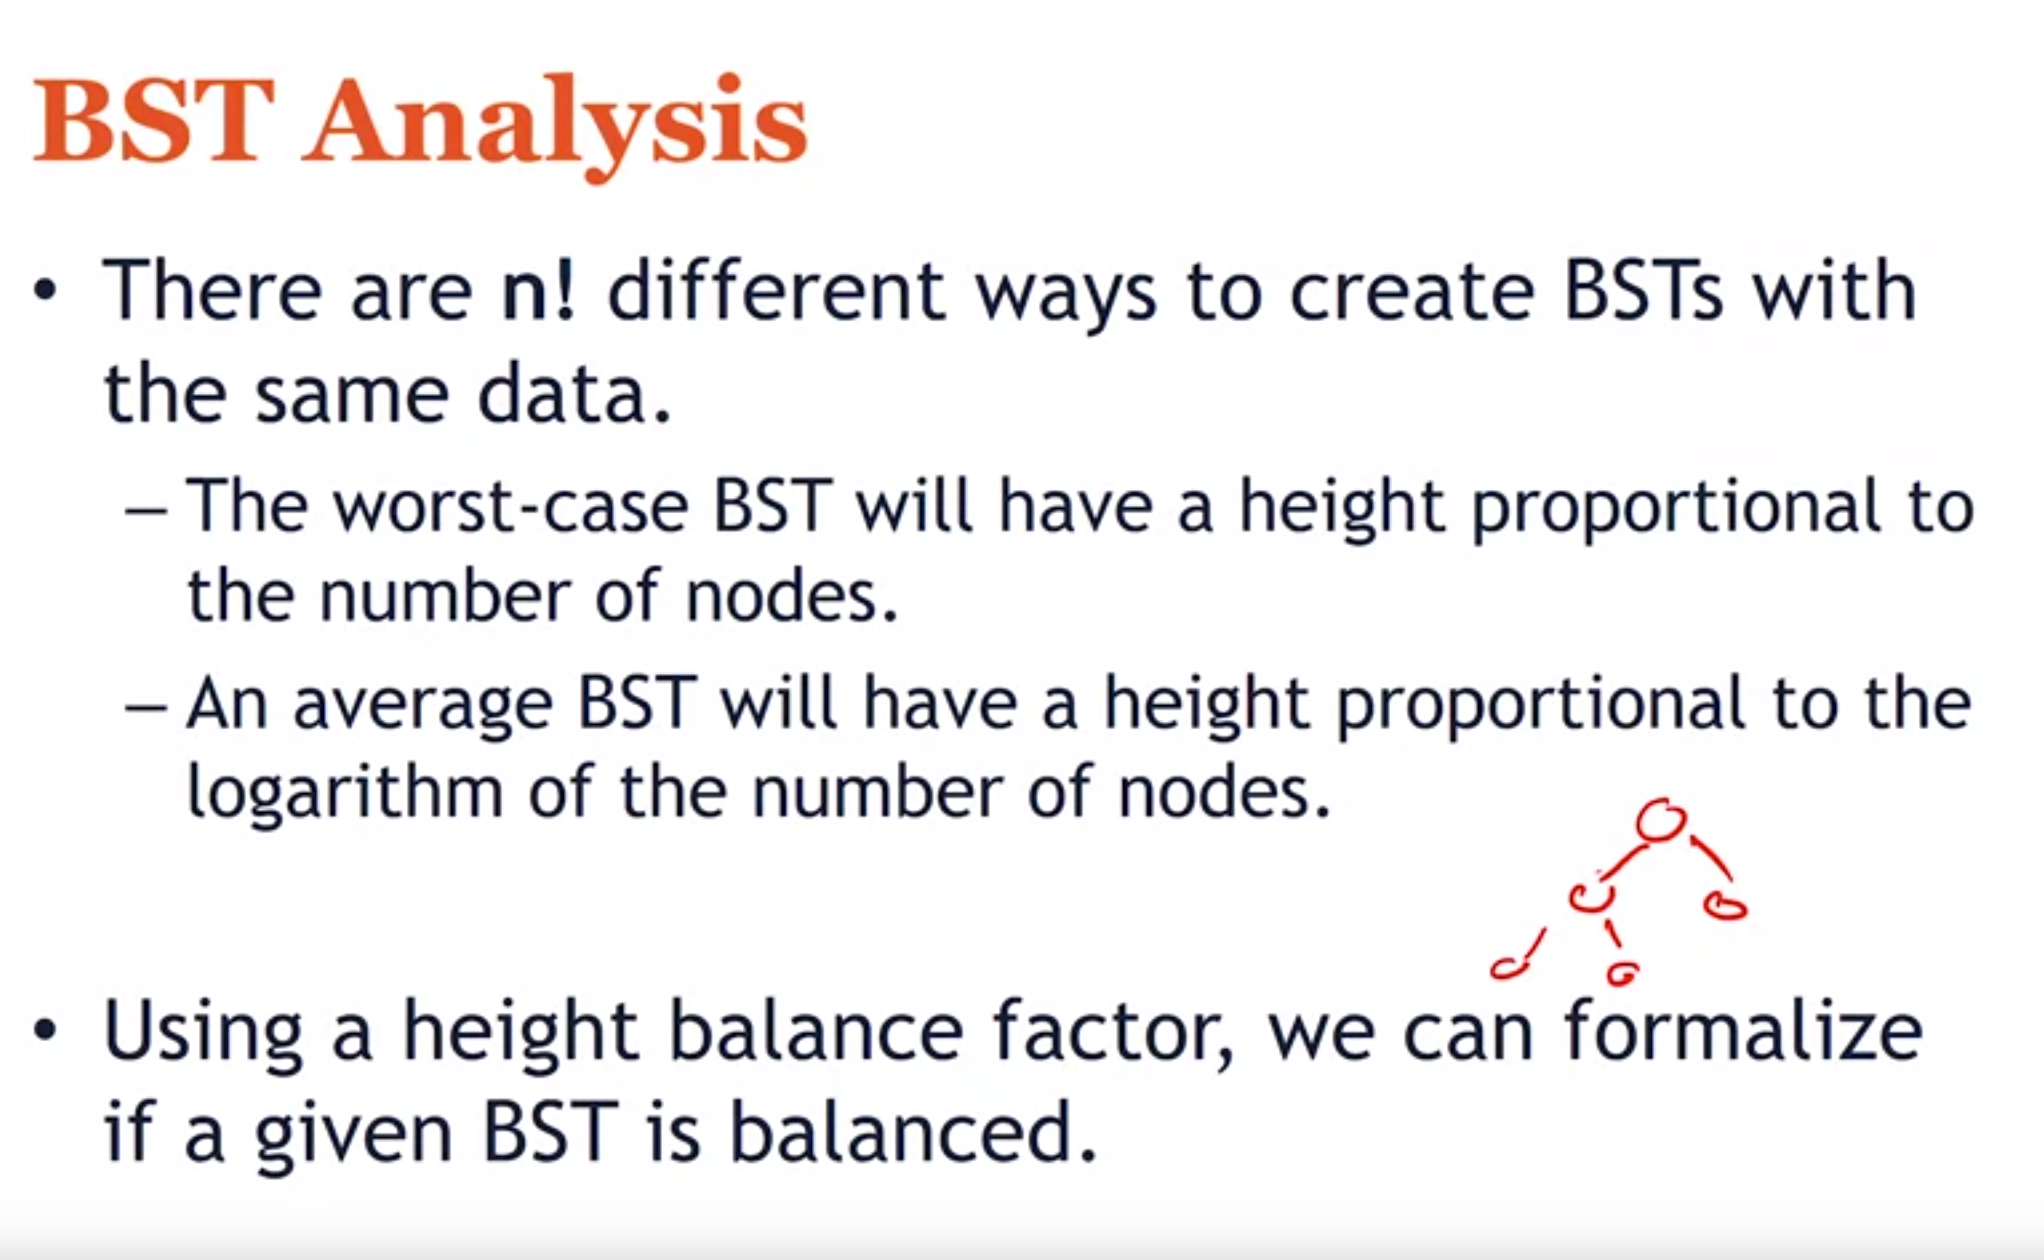 BST Analysis
• There are n! different ways to create BSTs with
the same data.
– The worst-case BST will have a height proportional to
the number of nodes.
– An average BST will have a height proportional to the
logarithm of the number of nodes.
• Using a height balance factor, we can formalize
if a given BST is balanced.